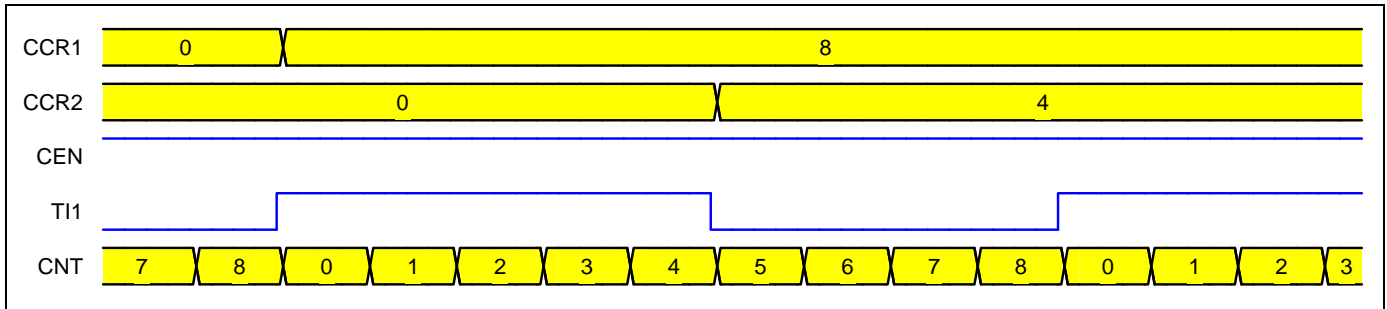 CCR1 0 8
CCR2 0 4
CEN
TI1
CNT 7 8 0 1 2 3 4 5 6 7 8 0 1 2 3